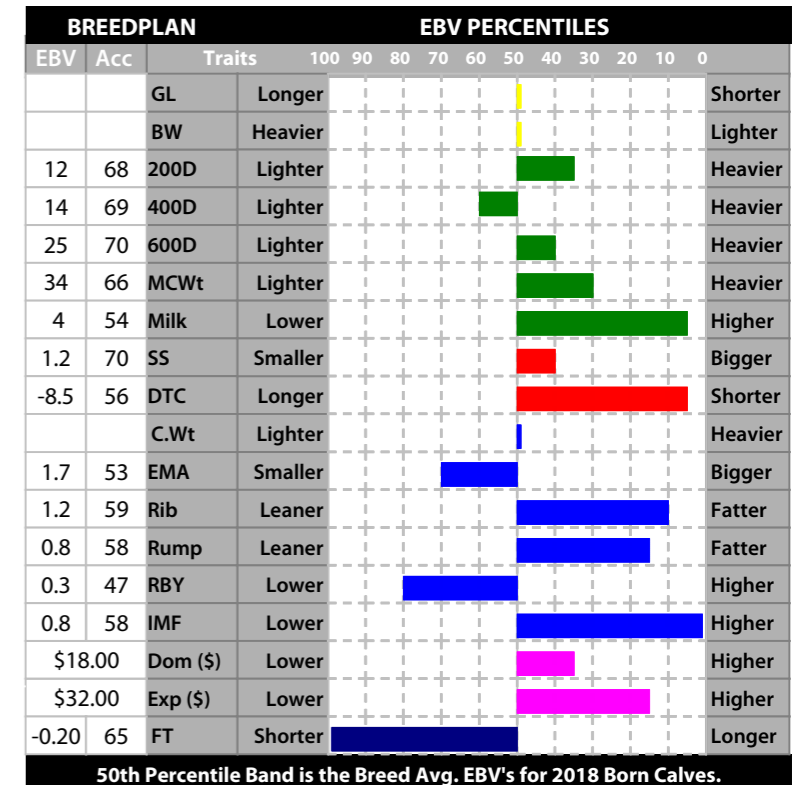 BREEDPLAN EBV PERCENTILES
EBV Acc Traits 100 90 80 70 60 50 40 30 20 10 0
GL Longer Shorter
BW Heavier Lighter
12 68 200D Lighter Heavier
14 69 400D Lighter Heavier
25 70 600D Lighter Heavier
34 66 MCWt Lighter Heavier
4 54 Milk Lower Higher
1.2 70 SS Smaller Bigger
-8.5 56 DTC Longer Shorter
C.Wt Lighter Heavier
1.7 53 EMA Smaller Bigger
1.2 59 Rib Leaner Fatter
0.8 58 Rump Leaner Fatter
0.3 47 RBY Lower Higher
0.8 58 IMF Lower Higher
$18.00 Dom ($) Lower Higher
$32.00 Exp ($) Lower Higher
-0.20 65 FT Shorter Longer
50th Percentile Band is the Breed Avg. EBV's for 2018 Born Calves.